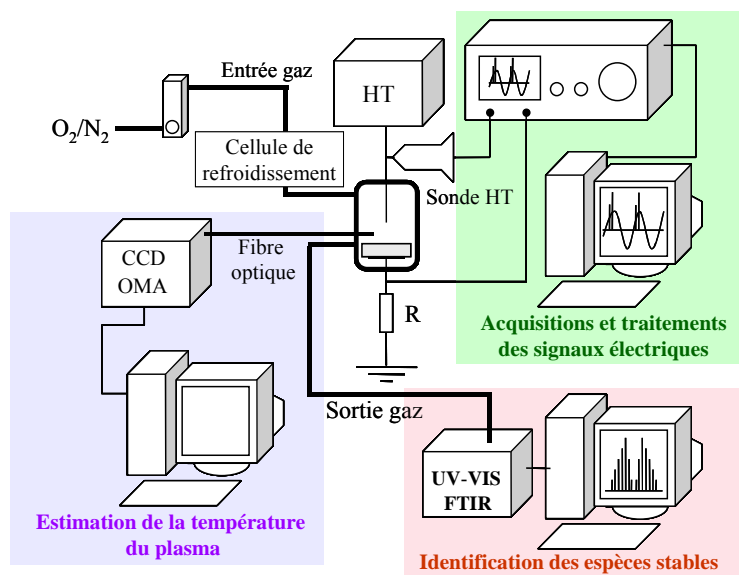 Entrée gaz
HT
O₂/N₂
Cellule de
refroidissement
Sonde HT
CCD
OMA
Fibre
optique
R
Acquisitions et traitements
des signaux électriques
Sortie gaz
UV-VIS
FTIR
Estimation de la température
du plasma
Identification des espèces stables